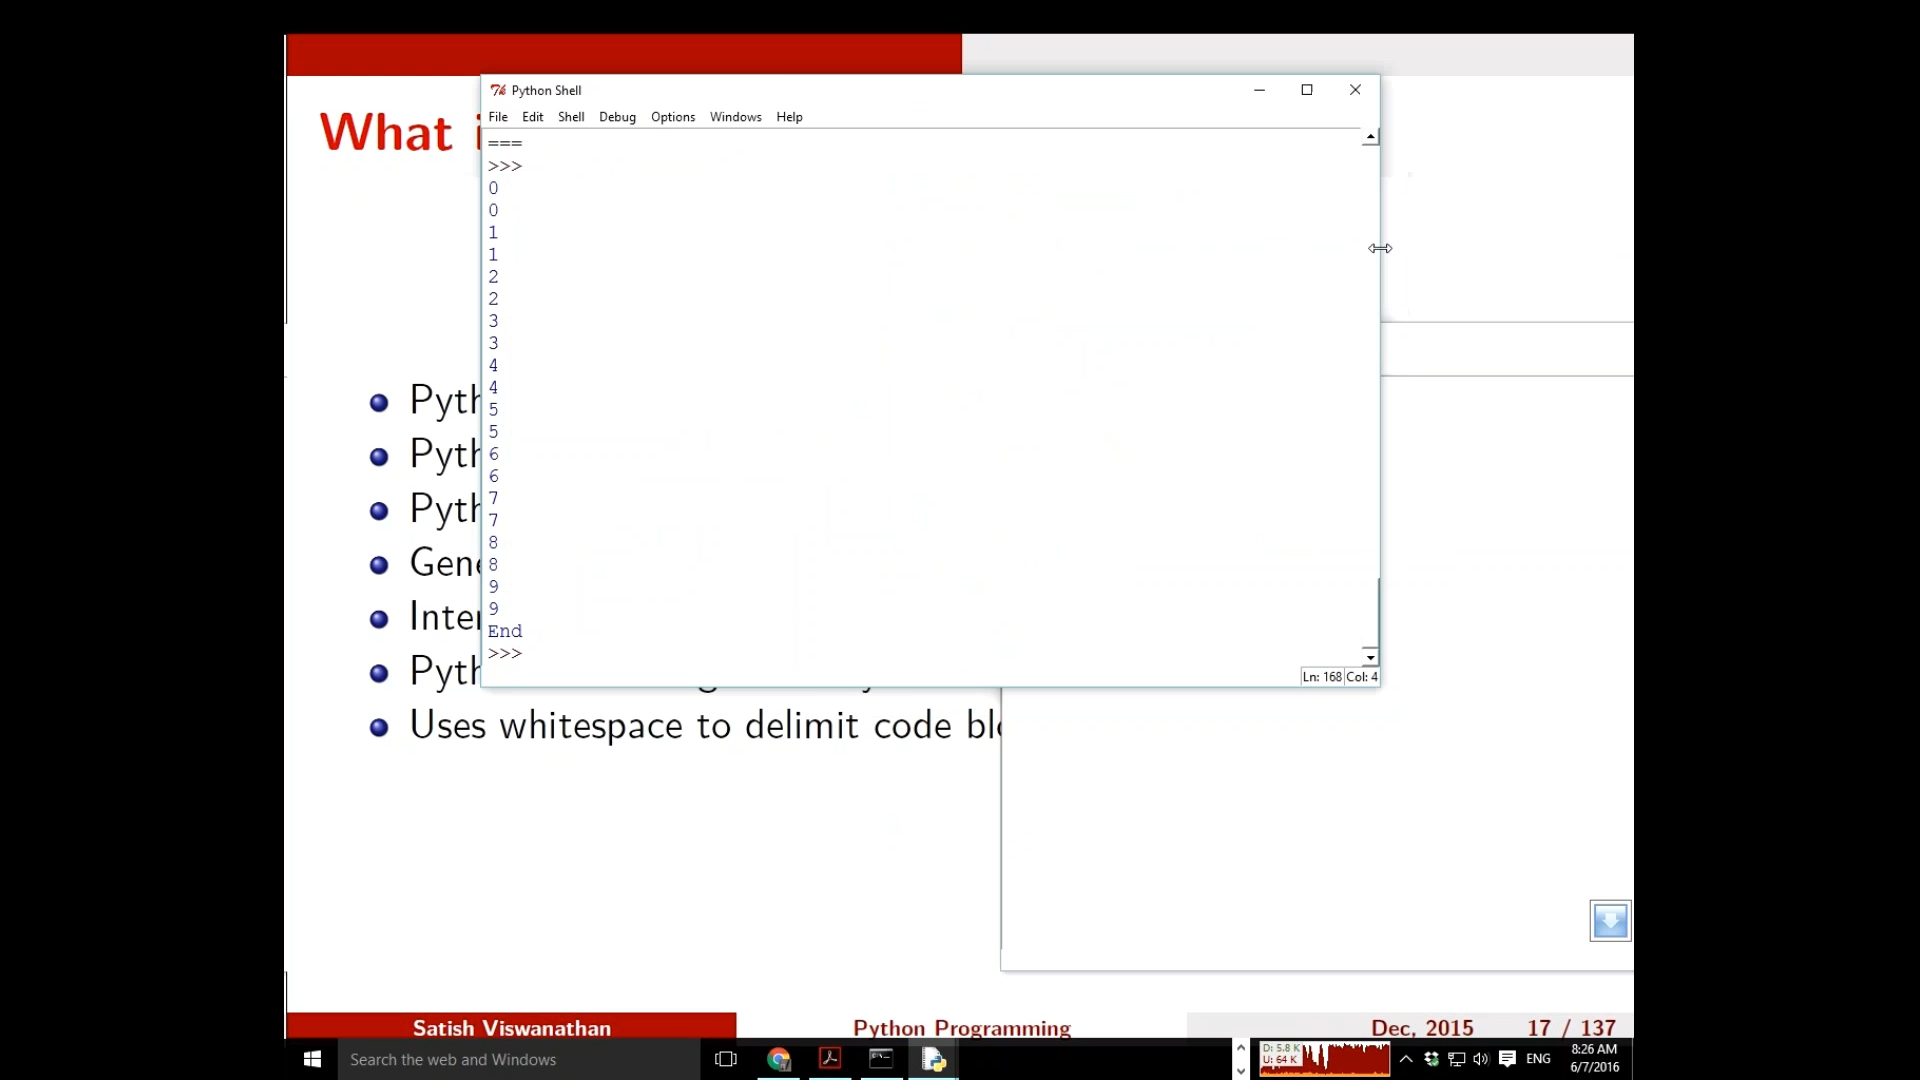 What
Python Shell
File Edit Shell Debug Options Windows Help
===
>>>
0
0
1
1
2
2
3
3
4
4
5
5
6
6
7
7
8
8
9
9
End
>>>
Ln: 168 Col: 4
Uses whitespace to delimit code
Satish Viswanathan Python Programming Dec, 2015 17 / 137
Search the web and Windows
D: 5.8 K
U: 64 K
ENG
8:26 AM
6/7/2016